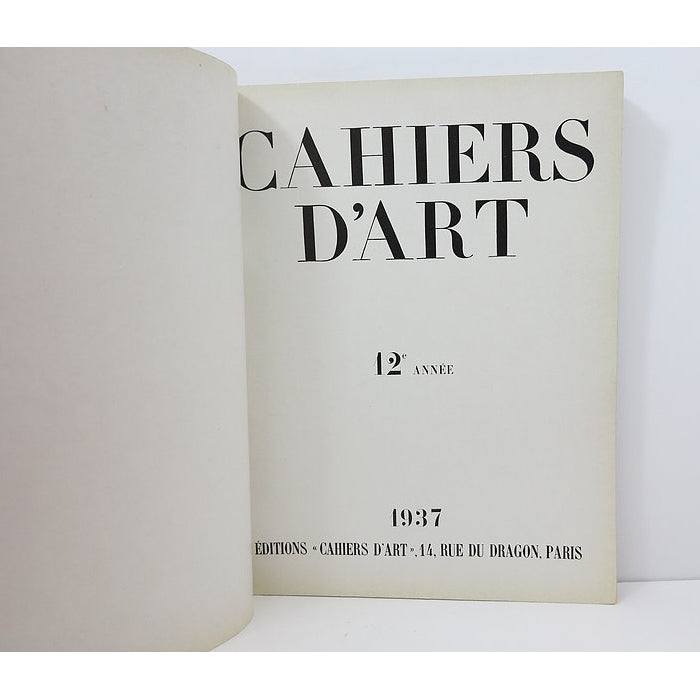 CAHIERS
D'ART
12e ANNÉE
1937
ÉDITIONS “CAHIERS D'ART”, 14, RUE DU DRAGON, PARIS